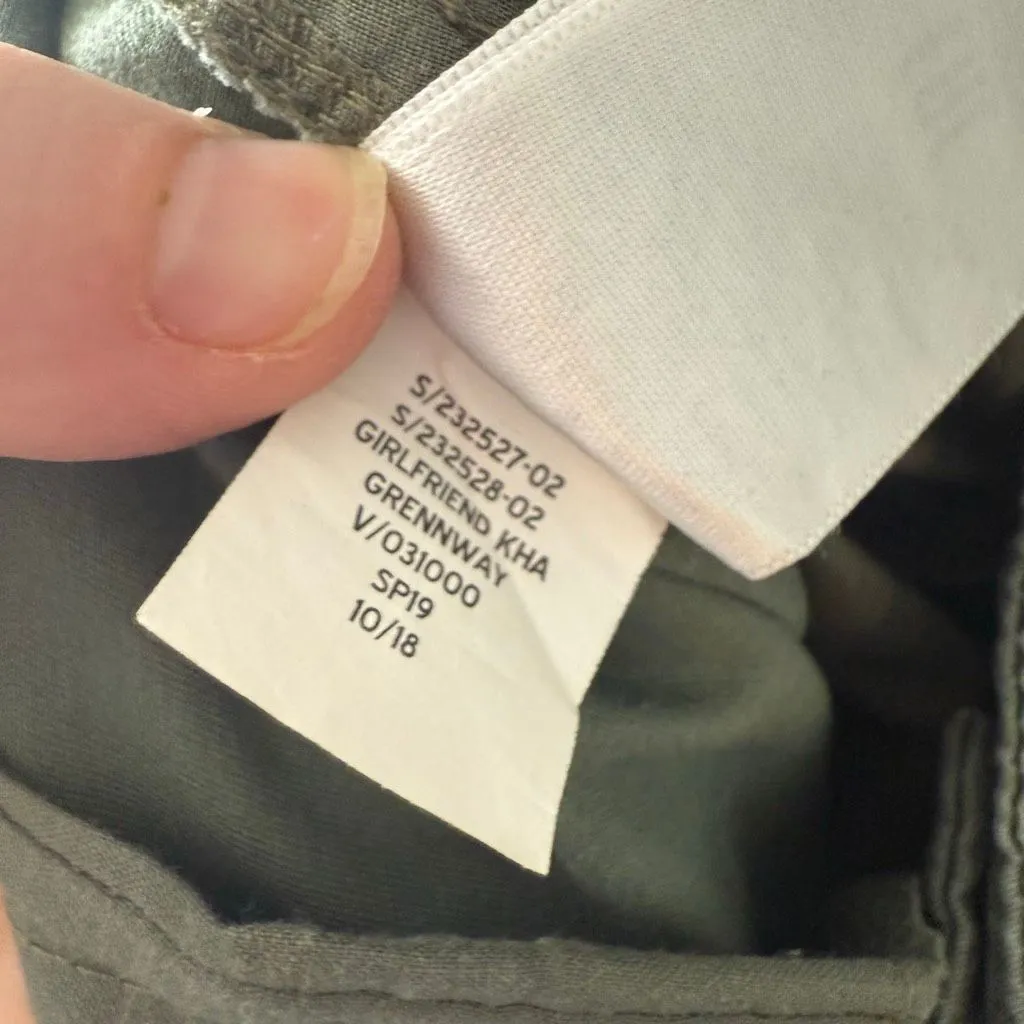 S/232527-02
S/232528-02
GIRLFRIEND KHA
GRENNWAY
V/031000
SP19
10/18